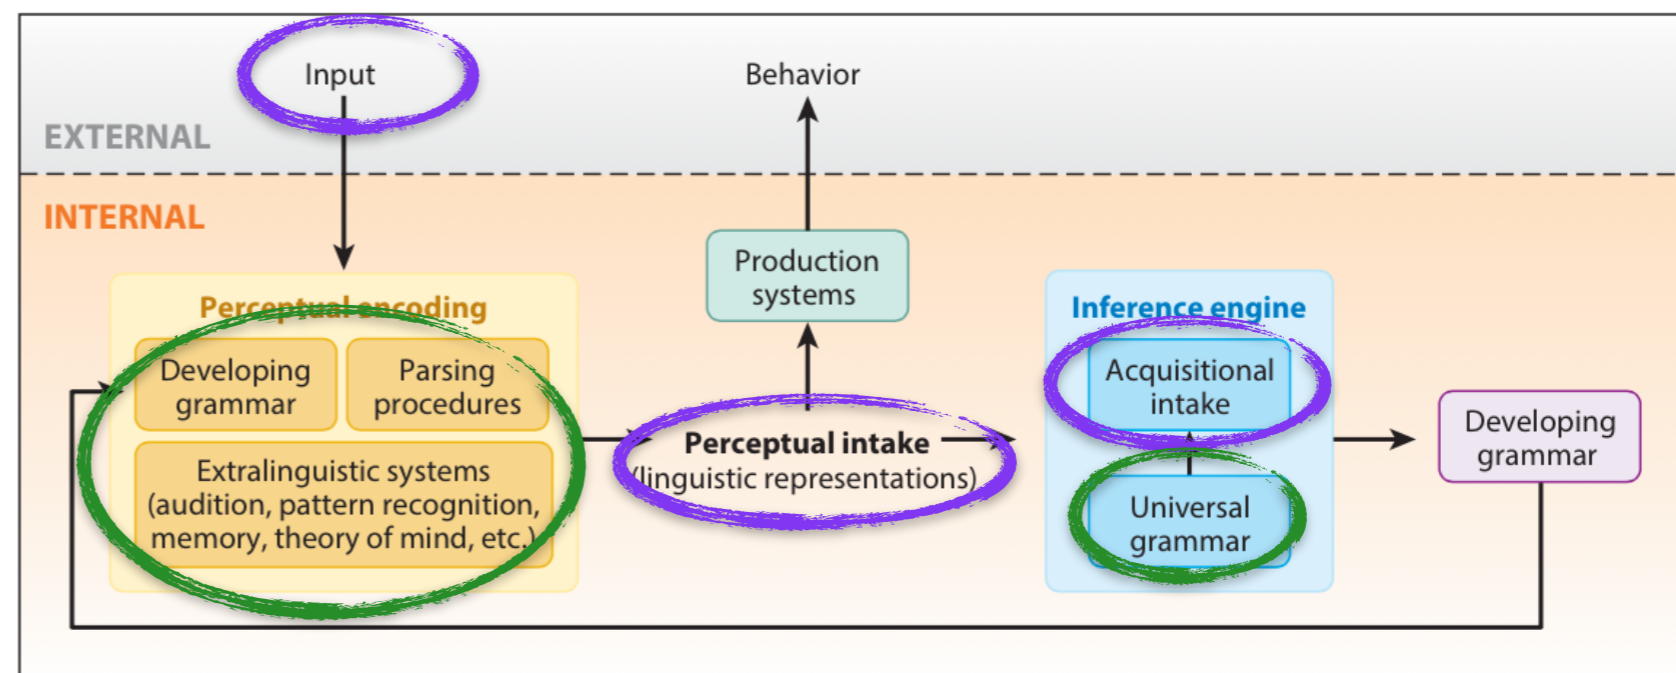 Input
Behavior
EXTERNAL
INTERNAL
Perceptual encoding
Developing
grammar
Parsing
procedures
Extralinguistic systems
(audition, pattern recognition,
memory, theory of mind, etc.)
Production
systems
Perceptual intake
(linguistic representations)
Inference engine
Acquisitional
intake
Universal
grammar
Developing
grammar